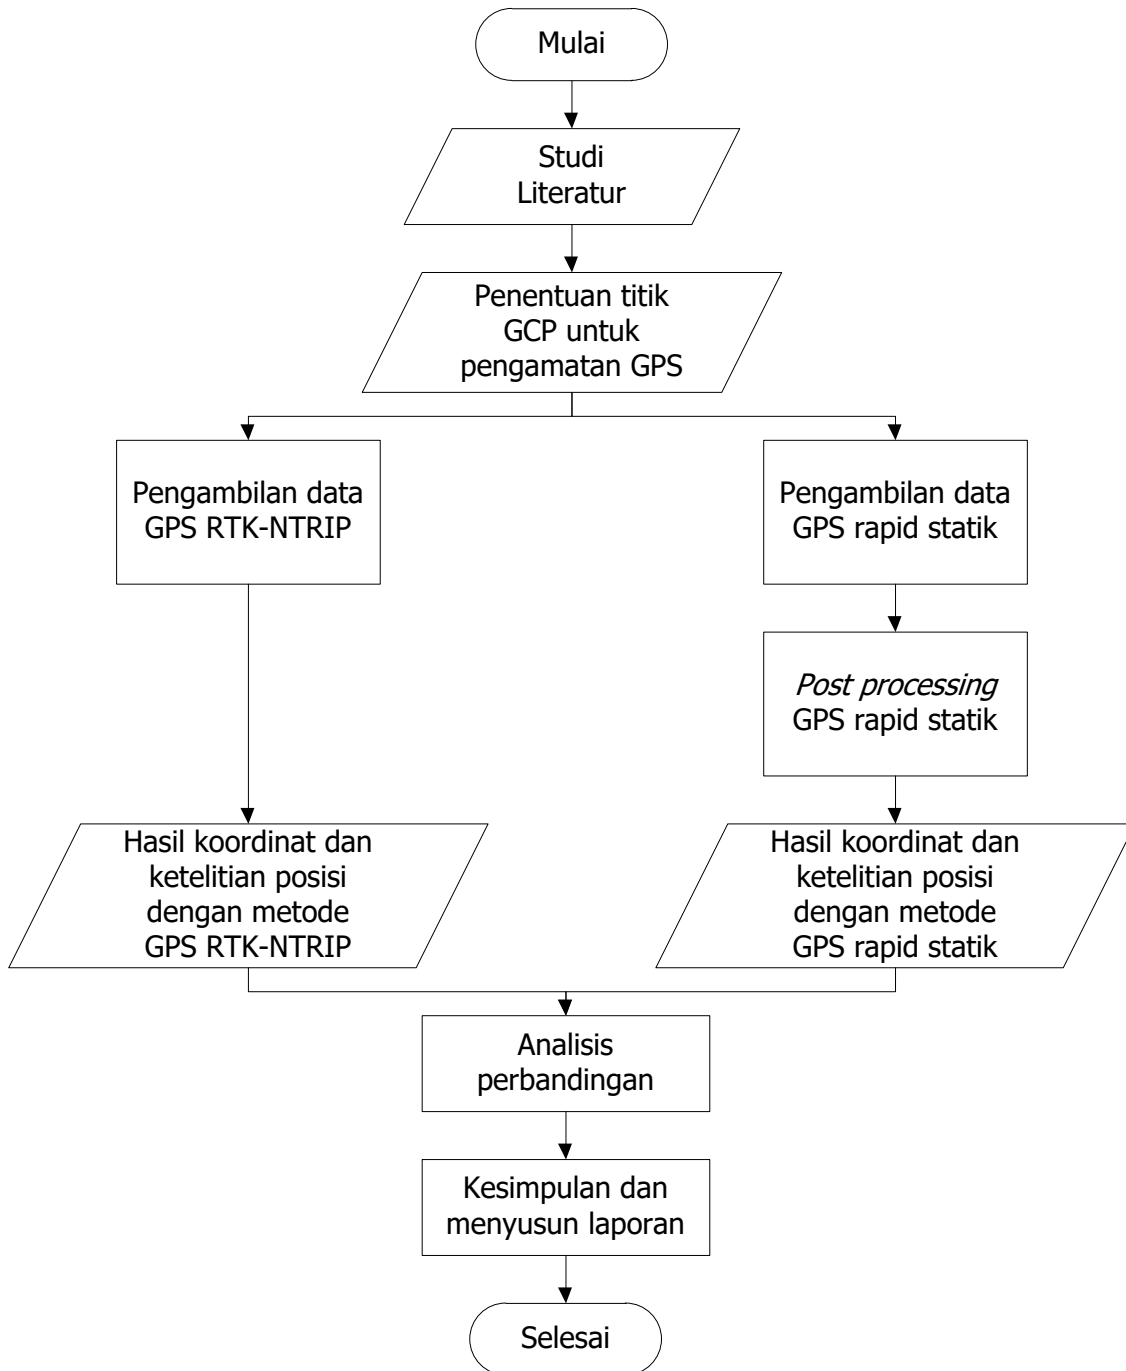 Mulai
Studi
Literatur
Penentuan titik
GCP untuk
pengamatan GPS
Pengambilan data
GPS RTK-NTRIP
Pengambilan data
GPS rapid statik
Post processing
GPS rapid statik
Hasil koordinat dan
ketelitian posisi
dengan metode
GPS RTK-NTRIP
Hasil koordinat dan
ketelitian posisi
dengan metode
GPS rapid statik
Analisis
perbandingan
Kesimpulan dan
menyusun laporan
Selesai